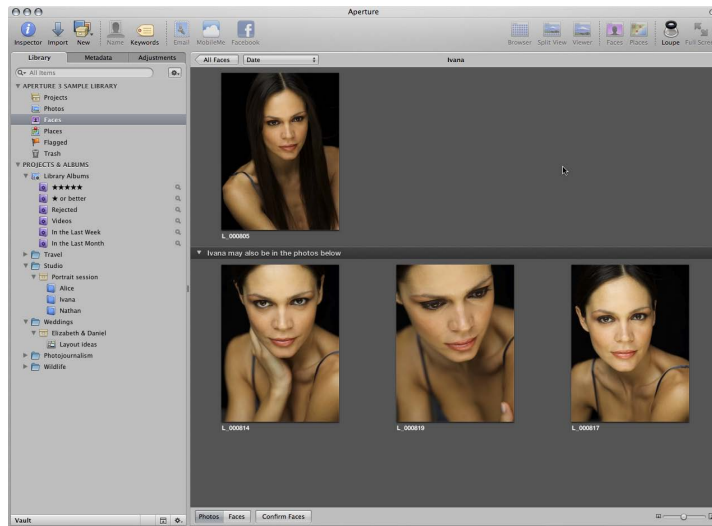 Aperture
Inspector Import New Name Keywords Email MobileMe Facebook Browser Split View Viewer Faces Places Loupe Full Scre
Library Metadata Adjustments
All Faces Date Ivana
All Items
APERTURE 3 SAMPLE LIBRARY
Projects
Photos
Faces
Places
Flagged
Trash
PROJECTS & ALBUMS
Library Albums
★★★★★
★ or better
Rejected
Videos
In the Last Week
In the Last Month
Travel
Studio
Portrait session
Alice
Ivana
Nathan
Weddings
Elizabeth & Daniel
Layout ideas
Photojournalism
Wildlife
L_000805
Ivana may also be in the photos below
L_000814 L_000819 L_000817
Vault
Photos Faces Confirm Faces